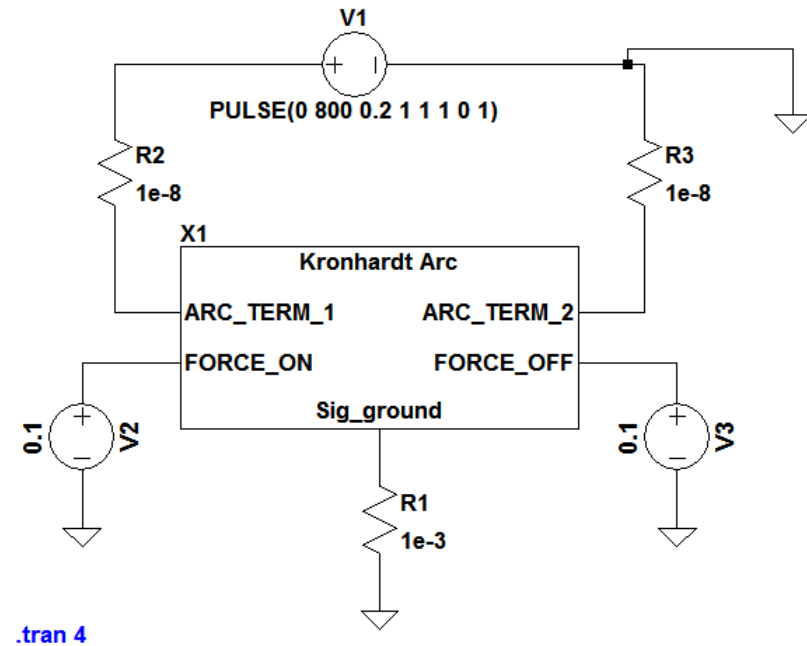 V1
PULSE(0 800 0.2 1 1 1 0 1)
R2
1e-8
R3
1e-8
X1
Kronhardt Arc
ARC_TERM_1
ARC_TERM_2
FORCE_ON
FORCE_OFF
Sig_ground
0.1
V2
0.1
V3
R1
1e-3
.tran 4